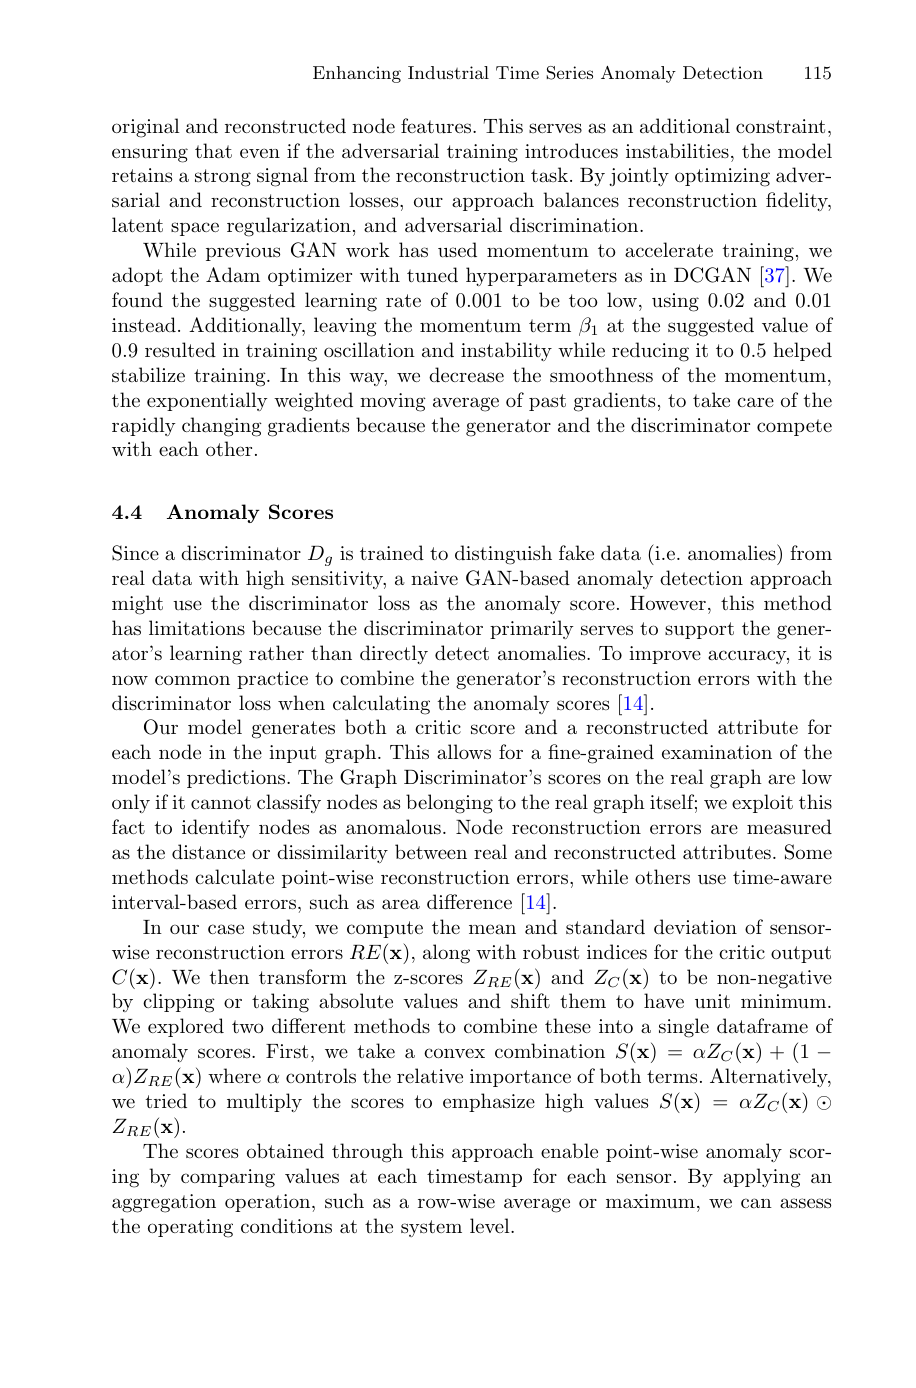 Enhancing Industrial Time Series Anomaly Detection 115
original and reconstructed node features. This serves as an additional constraint,
ensuring that even if the adversarial training introduces instabilities, the model
retains a strong signal from the reconstruction task. By jointly optimizing adver-
sarial and reconstruction losses, our approach balances reconstruction fidelity,
latent space regularization, and adversarial discrimination.
While previous GAN work has used momentum to accelerate training, we
adopt the Adam optimizer with tuned hyperparameters as in DCGAN [37]. We
found the suggested learning rate of 0.001 to be too low, using 0.02 and 0.01
instead. Additionally, leaving the momentum term β₁ at the suggested value of
0.9 resulted in training oscillation and instability while reducing it to 0.5 helped
stabilize training. In this way, we decrease the smoothness of the momentum,
the exponentially weighted moving average of past gradients, to take care of the
rapidly changing gradients because the generator and the discriminator compete
with each other.
4.4 Anomaly Scores
Since a discriminator D_g is trained to distinguish fake data (i.e. anomalies) from
real data with high sensitivity, a naive GAN-based anomaly detection approach
might use the discriminator loss as the anomaly score. However, this method
has limitations because the discriminator primarily serves to support the gener-
ator's learning rather than directly detect anomalies. To improve accuracy, it is
now common practice to combine the generator's reconstruction errors with the
discriminator loss when calculating the anomaly scores [14].
Our model generates both a critic score and a reconstructed attribute for
each node in the input graph. This allows for a fine-grained examination of the
model's predictions. The Graph Discriminator's scores on the real graph are low
only if it cannot classify nodes as belonging to the real graph itself; we exploit this
fact to identify nodes as anomalous. Node reconstruction errors are measured
as the distance or dissimilarity between real and reconstructed attributes. Some
methods calculate point-wise reconstruction errors, while others use time-aware
interval-based errors, such as area difference [14].
In our case study, we compute the mean and standard deviation of sensor-
wise reconstruction errors RE(x), along with robust indices for the critic output
C(x). We then transform the z-scores Z_RE(x) and Z_C(x) to be non-negative
by clipping or taking absolute values and shift them to have unit minimum.
We explored two different methods to combine these into a single dataframe of
anomaly scores. First, we take a convex combination S(x) = αZ_C(x) + (1 −
α)Z_RE(x) where α controls the relative importance of both terms. Alternatively,
we tried to multiply the scores to emphasize high values S(x) = αZ_C(x) ⊙
Z_RE(x).
The scores obtained through this approach enable point-wise anomaly scor-
ing by comparing values at each timestamp for each sensor. By applying an
aggregation operation, such as a row-wise average or maximum, we can assess
the operating conditions at the system level.